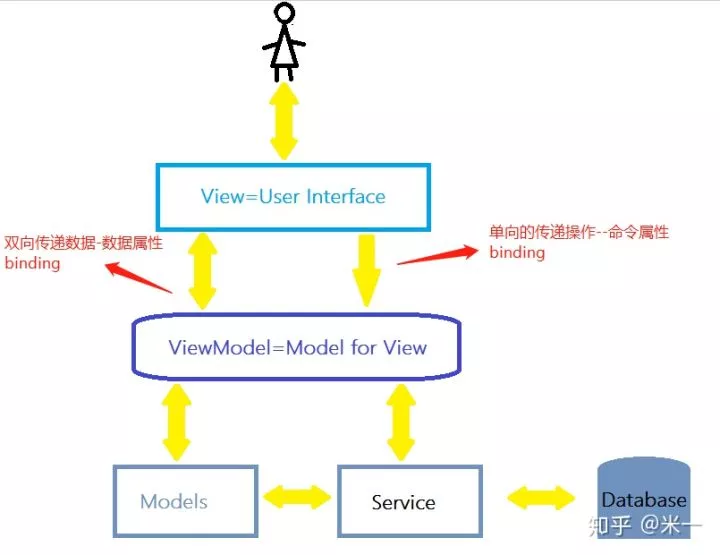 View=User Interface
双向传递数据-数据属性
binding
单向的传递操作--命令属性
binding
ViewModel=Model for View
Models
Service
Database
知乎 @米一